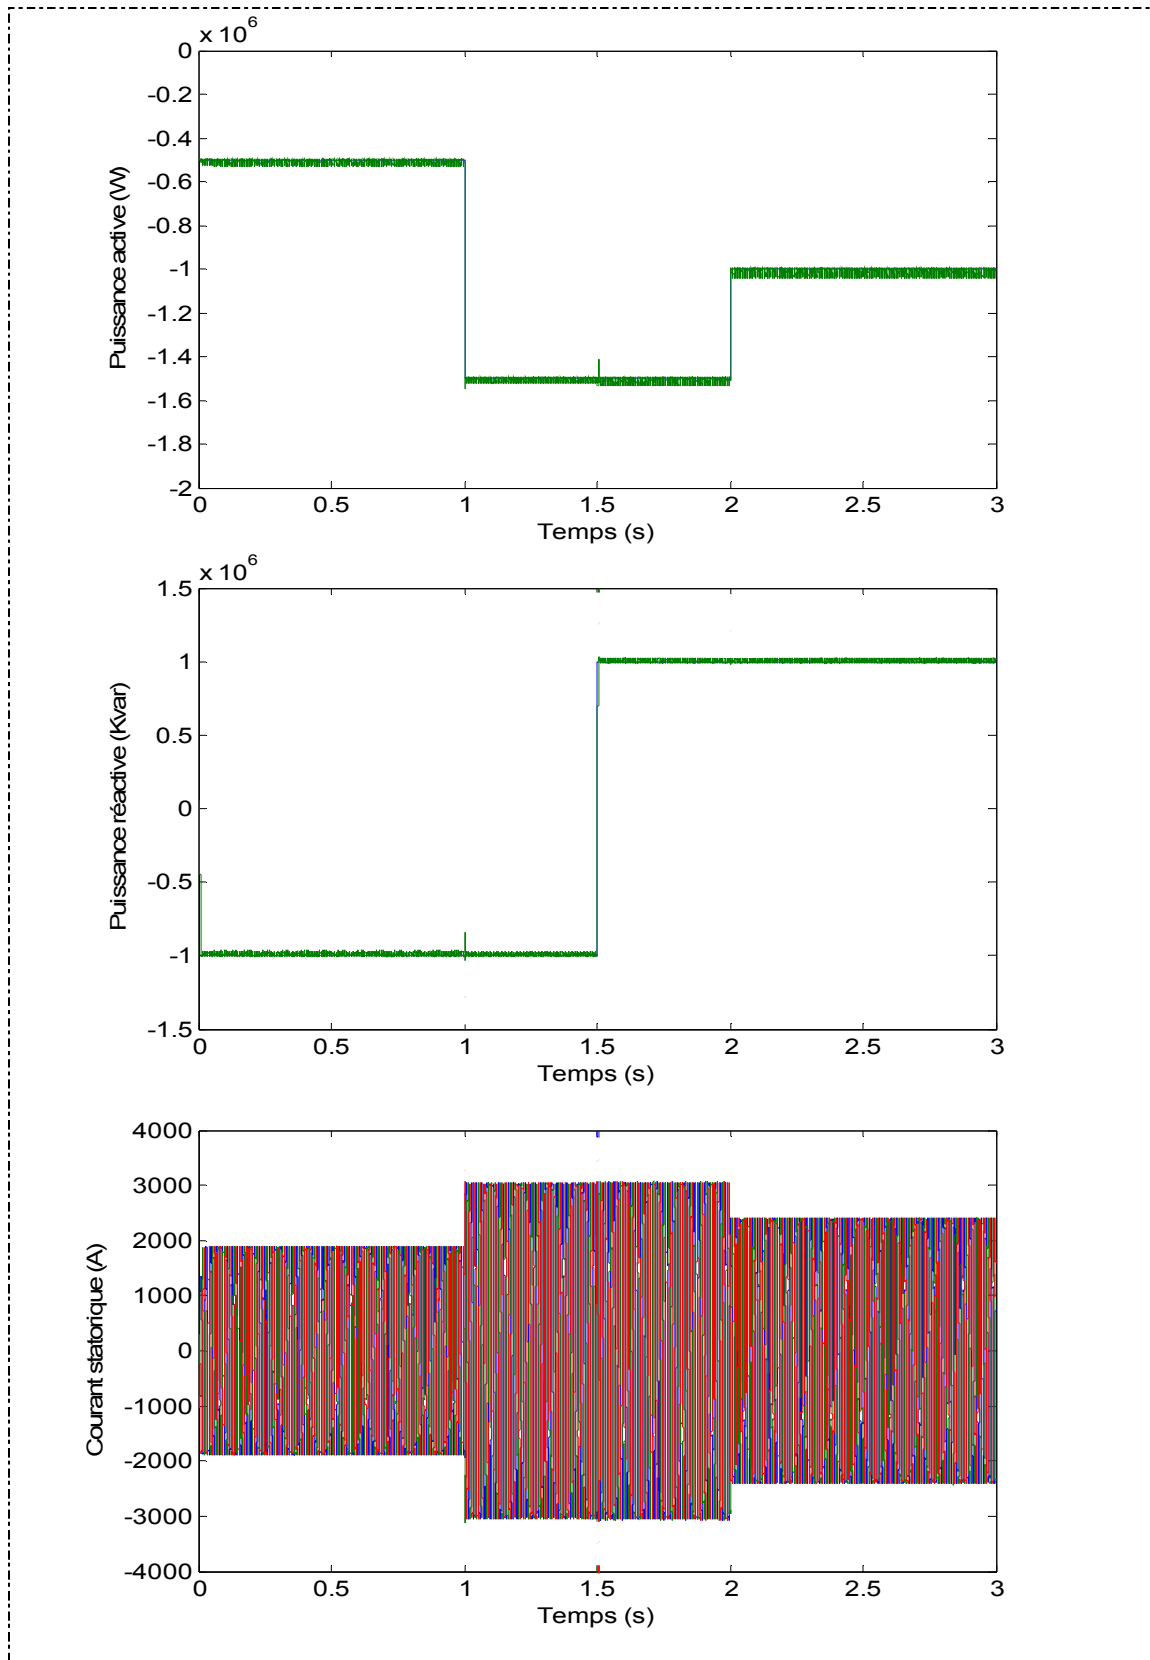 x 10^6
0
-0.2
-0.4
-0.6
-0.8
-1
-1.2
-1.4
-1.6
-1.8
-2
Puissance active (W)
0 0.5 1 1.5 2 2.5 3
Temps (s)
x 10^6
1.5
1
0.5
0
-0.5
-1
-1.5
Puissance réactive (Kvar)
0 0.5 1 1.5 2 2.5 3
Temps (s)
4000
3000
2000
1000
0
-1000
-2000
-3000
-4000
Courant statorique (A)
0 0.5 1 1.5 2 2.5 3
Temps (s)